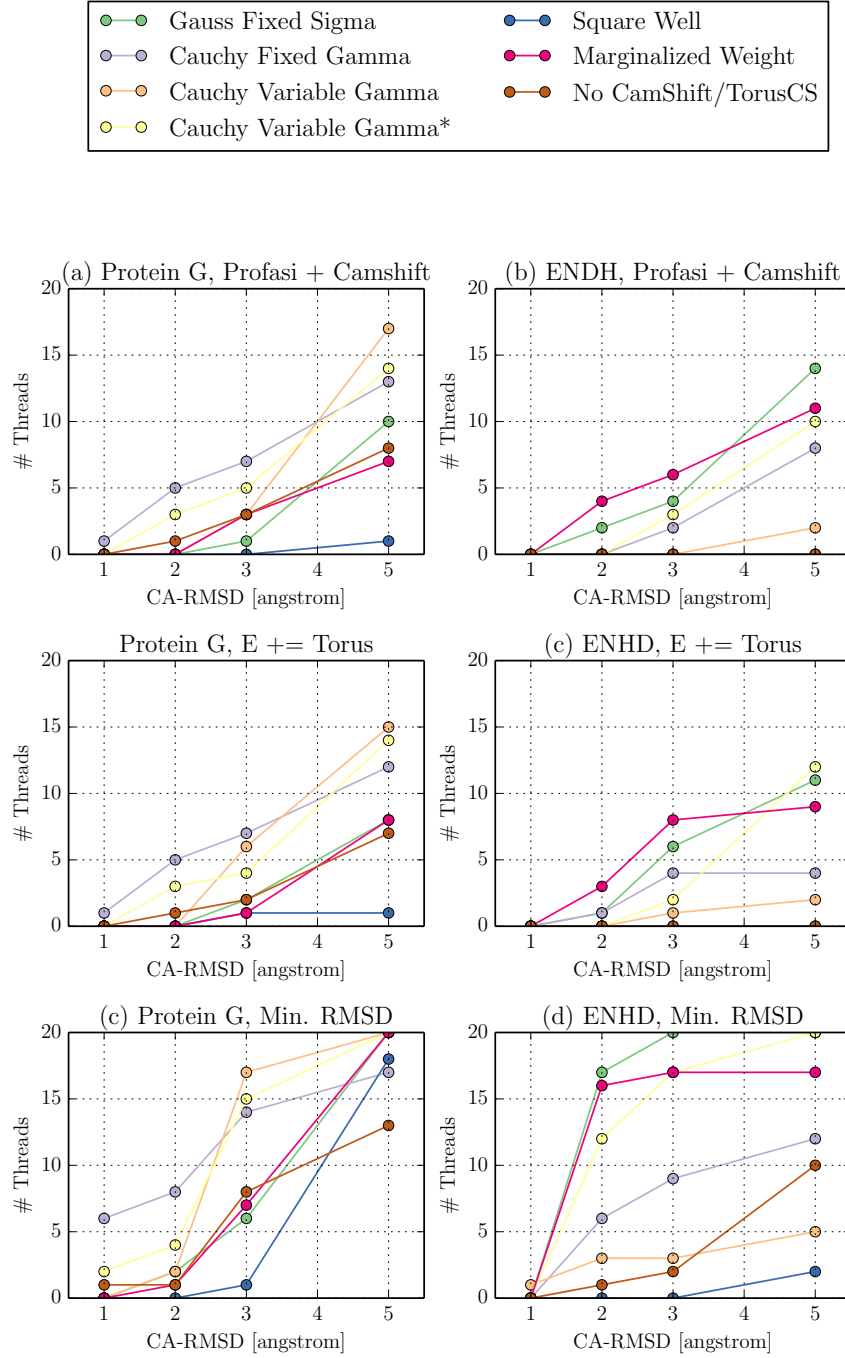 Gauss Fixed Sigma
Cauchy Fixed Gamma
Cauchy Variable Gamma
Cauchy Variable Gamma*
Square Well
Marginalized Weight
No CamShift/TorusCS
(a) Protein G, Profasi + Camshift
20
15
10
5
0
# Threads
1 2 3 4 5
CA-RMSD [angstrom]
(b) ENDH, Profasi + Camshift
20
15
10
5
0
# Threads
1 2 3 4 5
CA-RMSD [angstrom]
Protein G, E += Torus
20
15
10
5
0
# Threads
1 2 3 4 5
CA-RMSD [angstrom]
(c) ENHD, E += Torus
20
15
10
5
0
# Threads
1 2 3 4 5
CA-RMSD [angstrom]
(c) Protein G, Min. RMSD
20
15
10
5
0
# Threads
1 2 3 4 5
CA-RMSD [angstrom]
(d) ENHD, Min. RMSD
20
15
10
5
0
# Threads
1 2 3 4 5
CA-RMSD [angstrom]